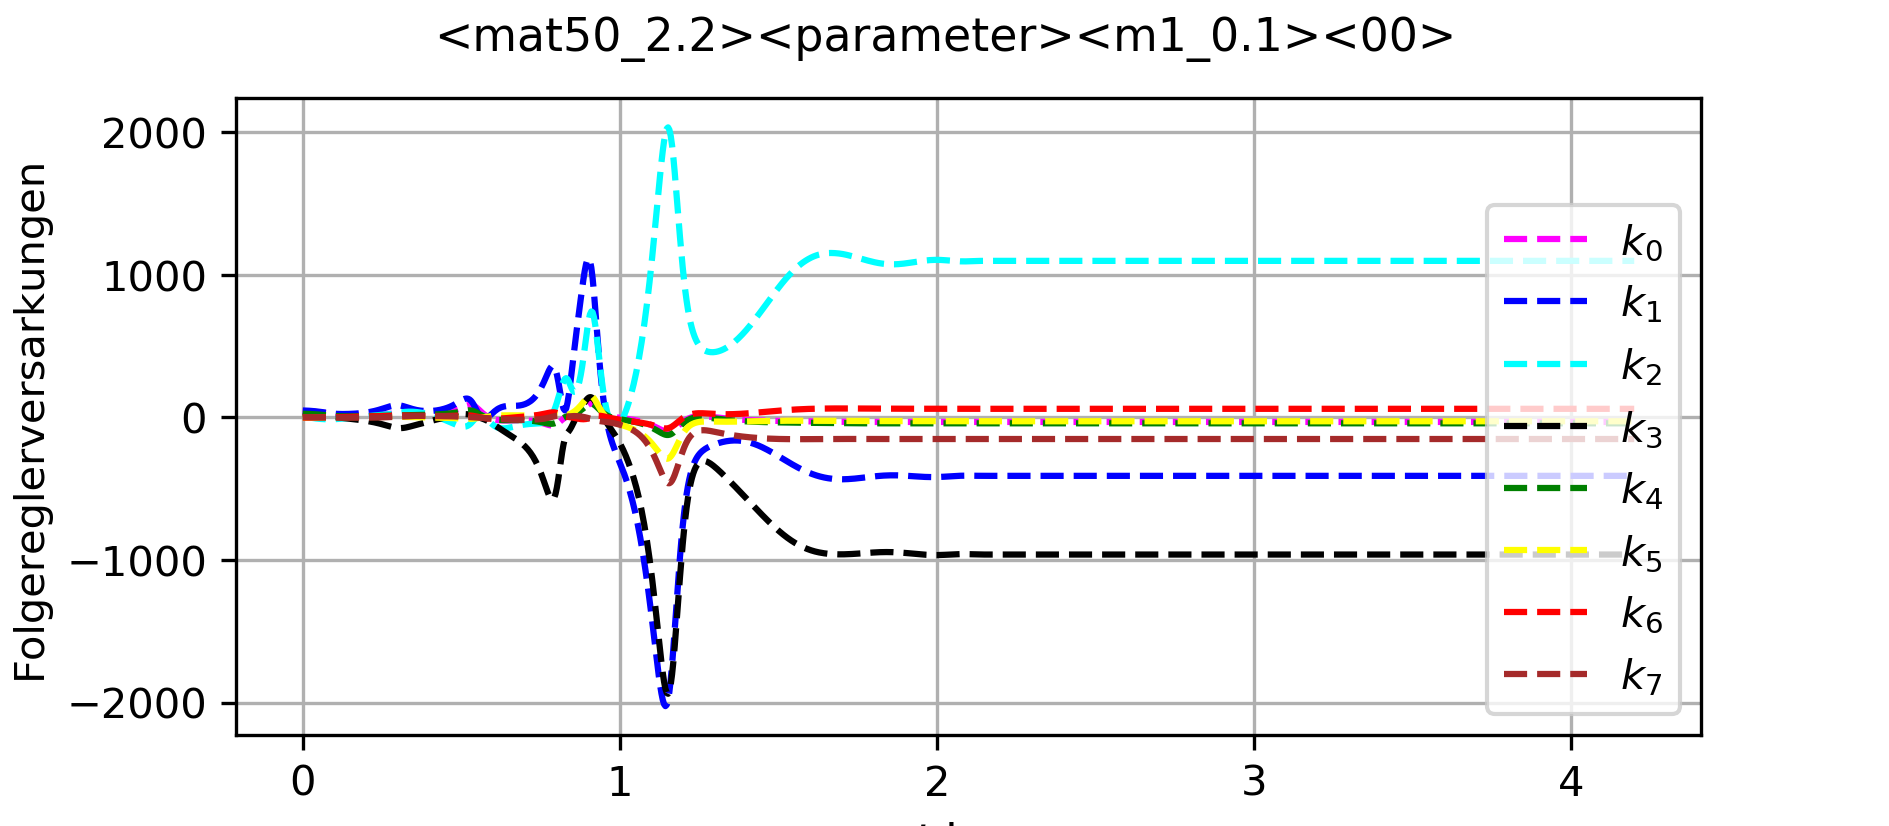 <mat50_2.2><parameter><m1_0.1><00>
Folgereglerversarkungen
2000
1000
0
−1000
−2000
0 1 2 3 4
k0
k1
k2
k3
k4
k5
k6
k7